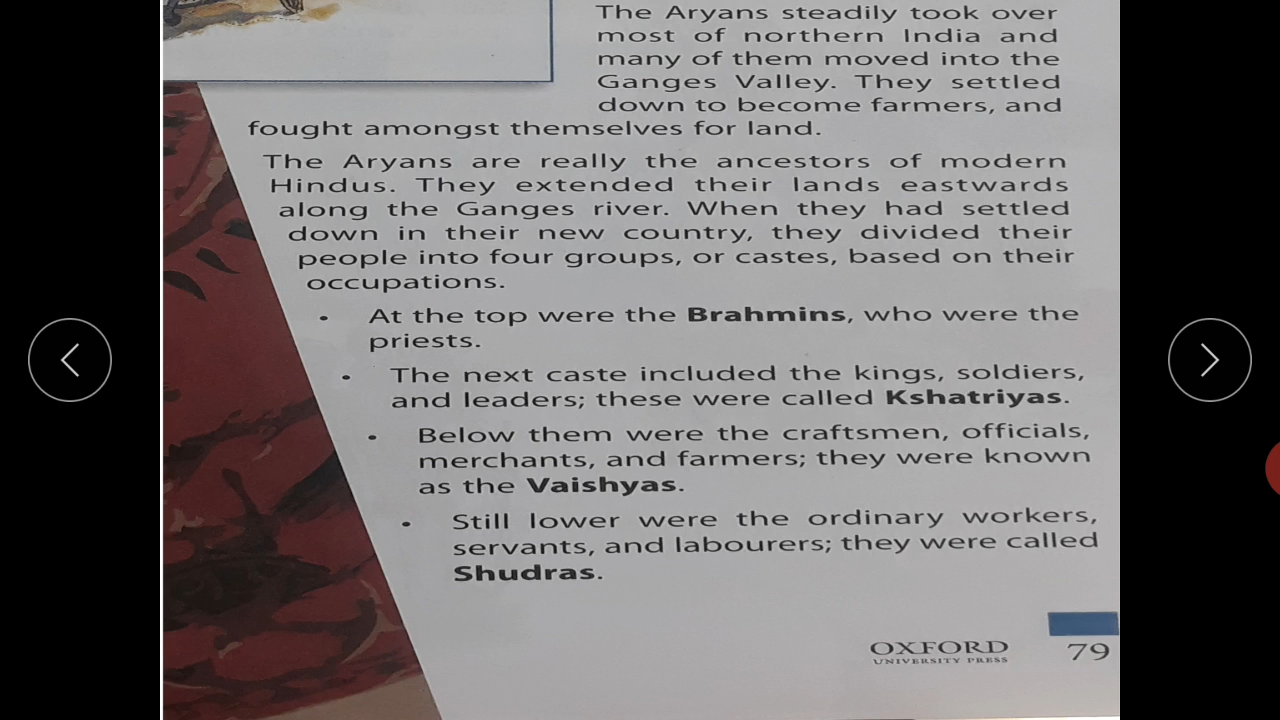 The Aryans steadily took over
most of northern India and
many of them moved into the
Ganges Valley. They settled
down to become farmers, and
fought amongst themselves for land.
The Aryans are really the ancestors of modern
Hindus. They extended their lands eastwards
along the Ganges river. When they had settled
down in their new country, they divided their
people into four groups, or castes, based on their
occupations.
• At the top were the Brahmins, who were the
priests.
• The next caste included the kings, soldiers,
and leaders; these were called Kshatriyas.
• Below them were the craftsmen, officials,
merchants, and farmers; they were known
as the Vaishyas.
• Still lower were the ordinary workers,
servants, and labourers; they were called
Shudras.
OXFORD
UNIVERSITY PRESS
79